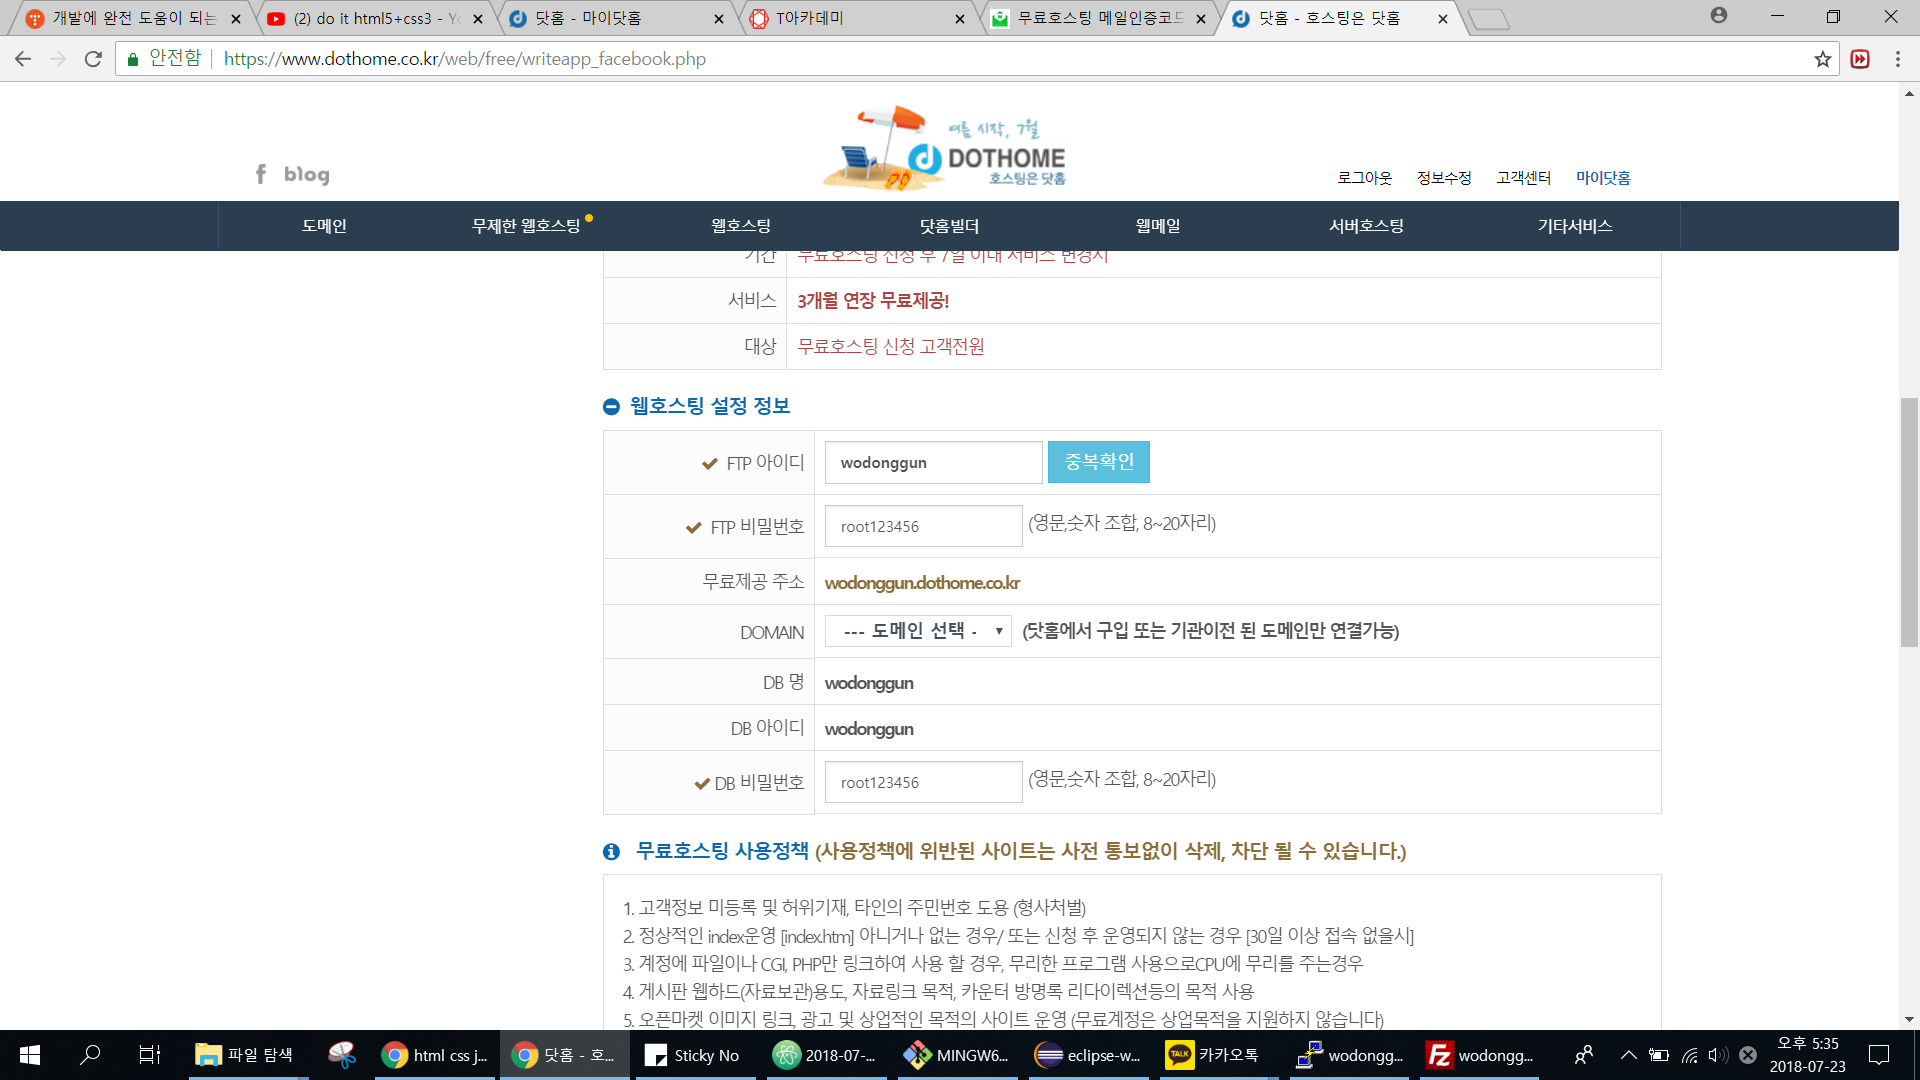 개발에 완전 도움이 되는
(2) do it html5+css3 - Yo
닷홈 - 마이닷홈
T아카데미
무료호스팅 메일인증코드
닷홈 - 호스팅은 닷홈
안전함
https://www.dothome.co.kr/web/free/writeapp_facebook.php
f blog
여름 시작, 7월
DOTHOME
호스팅은 닷홈
로그아웃 정보수정 고객센터 마이닷홈
도메인 무제한 웹호스팅 웹호스팅 닷홈빌더 웹메일 서버호스팅 기타서비스
기간 무료호스팅 신청 후 7일 이내 서비스 변경시
서비스 3개월 연장 무료제공!
대상 무료호스팅 신청 고객전원
웹호스팅 설정 정보
FTP 아이디 wodonggun 중복확인
FTP 비밀번호 root123456 (영문,숫자 조합, 8~20자리)
무료제공 주소 wodonggun.dothome.co.kr
DOMAIN --- 도메인 선택 - (닷홈에서 구입 또는 기관이전 된 도메인만 연결가능)
DB 명 wodonggun
DB 아이디 wodonggun
DB 비밀번호 root123456 (영문,숫자 조합, 8~20자리)
무료호스팅 사용정책 (사용정책에 위반된 사이트는 사전 통보없이 삭제, 차단 될 수 있습니다.)
1. 고객정보 미등록 및 허위기재, 타인의 주민번호 도용 (형사처벌)
2. 정상적인 index운영 [index.htm] 아니거나 없는 경우/ 또는 신청 후 운영되지 않는 경우 [30일 이상 접속 없을시]
3. 계정에 파일이나 CGI, PHP만 링크하여 사용 할 경우, 무리한 프로그램 사용으로CPU에 무리를 주는경우
4. 게시판 웹하드(자료보관)용도, 자료링크 목적, 카운터 방명록 리다이렉션등의 목적 사용
5. 오픈마켓 이미지 링크, 광고 및 상업적인 목적의 사이트 운영 (무료계정은 상업목적을 지원하지 않습니다)
파일 탐색 html css j... 닷홈 - 호... Sticky No 2018-07-... MINGW6... eclipse-w... TALK 카카오톡 wodongg... Fz wodongg...
오후 5:35
2018-07-23